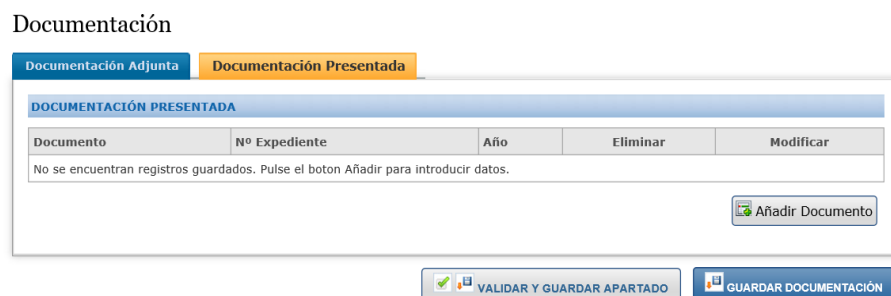 Documentación
Documentación Adjunta Documentación Presentada
DOCUMENTACIÓN PRESENTADA
Documento Nº Expediente Año Eliminar Modificar
No se encuentran registros guardados. Pulse el boton Añadir para introducir datos.
Añadir Documento
VALIDAR Y GUARDAR APARTADO GUARDAR DOCUMENTACIÓN